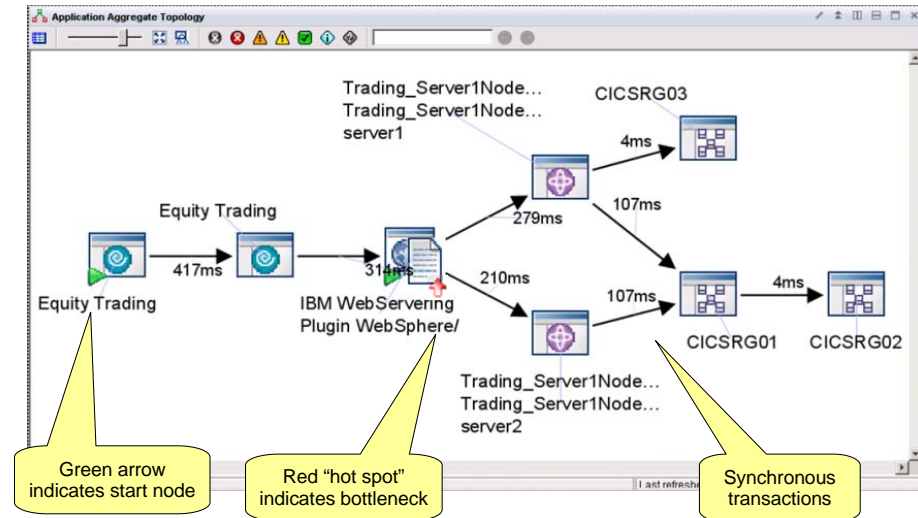 Application Aggregate Topology
Trading_Server1Node...
Trading_Server1Node...
server1
CICSRG03
4ms
Equity Trading
279ms
107ms
417ms
314ms
Equity Trading
IBM WebServering
Plugin WebSphere/
210ms
107ms
4ms
CICSRG01
CICSRG02
Trading_Server1Node...
Trading_Server1Node...
server2
Green arrow
indicates start node
Red “hot spot”
indicates bottleneck
Synchronous
transactions
Last refreshe